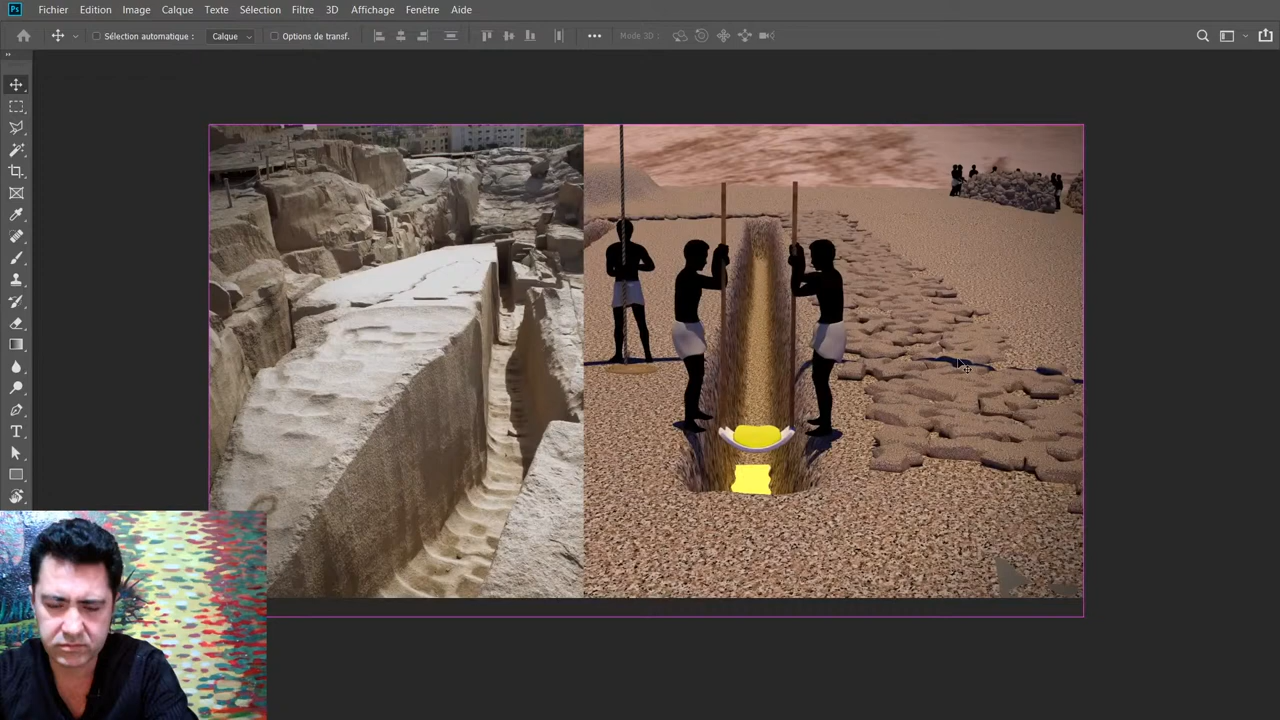 Ps Fichier Edition Image Calque Texte Sélection Filtre 3D Affichage Fenêtre Aide
Sélection automatique : Calque Options de transf. Mode 3D :